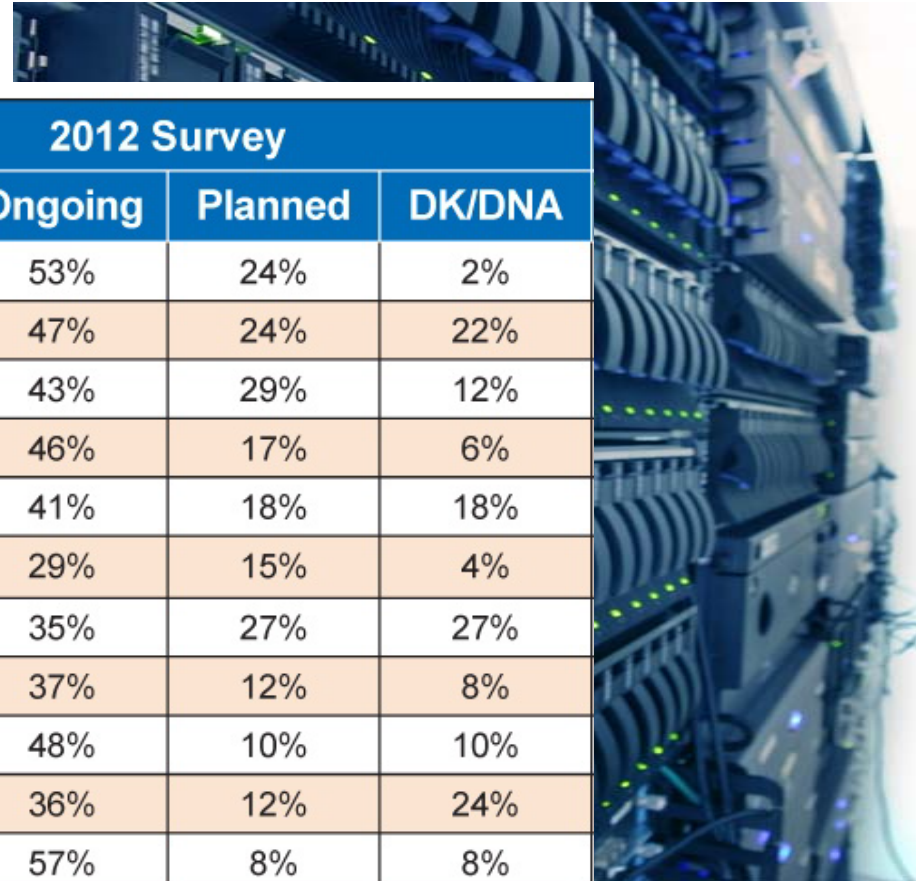 2012 Survey
Ongoing Planned DK/DNA
53% 24% 2%
47% 24% 22%
43% 29% 12%
46% 17% 6%
41% 18% 18%
29% 15% 4%
35% 27% 27%
37% 12% 8%
48% 10% 10%
36% 12% 24%
57% 8% 8%